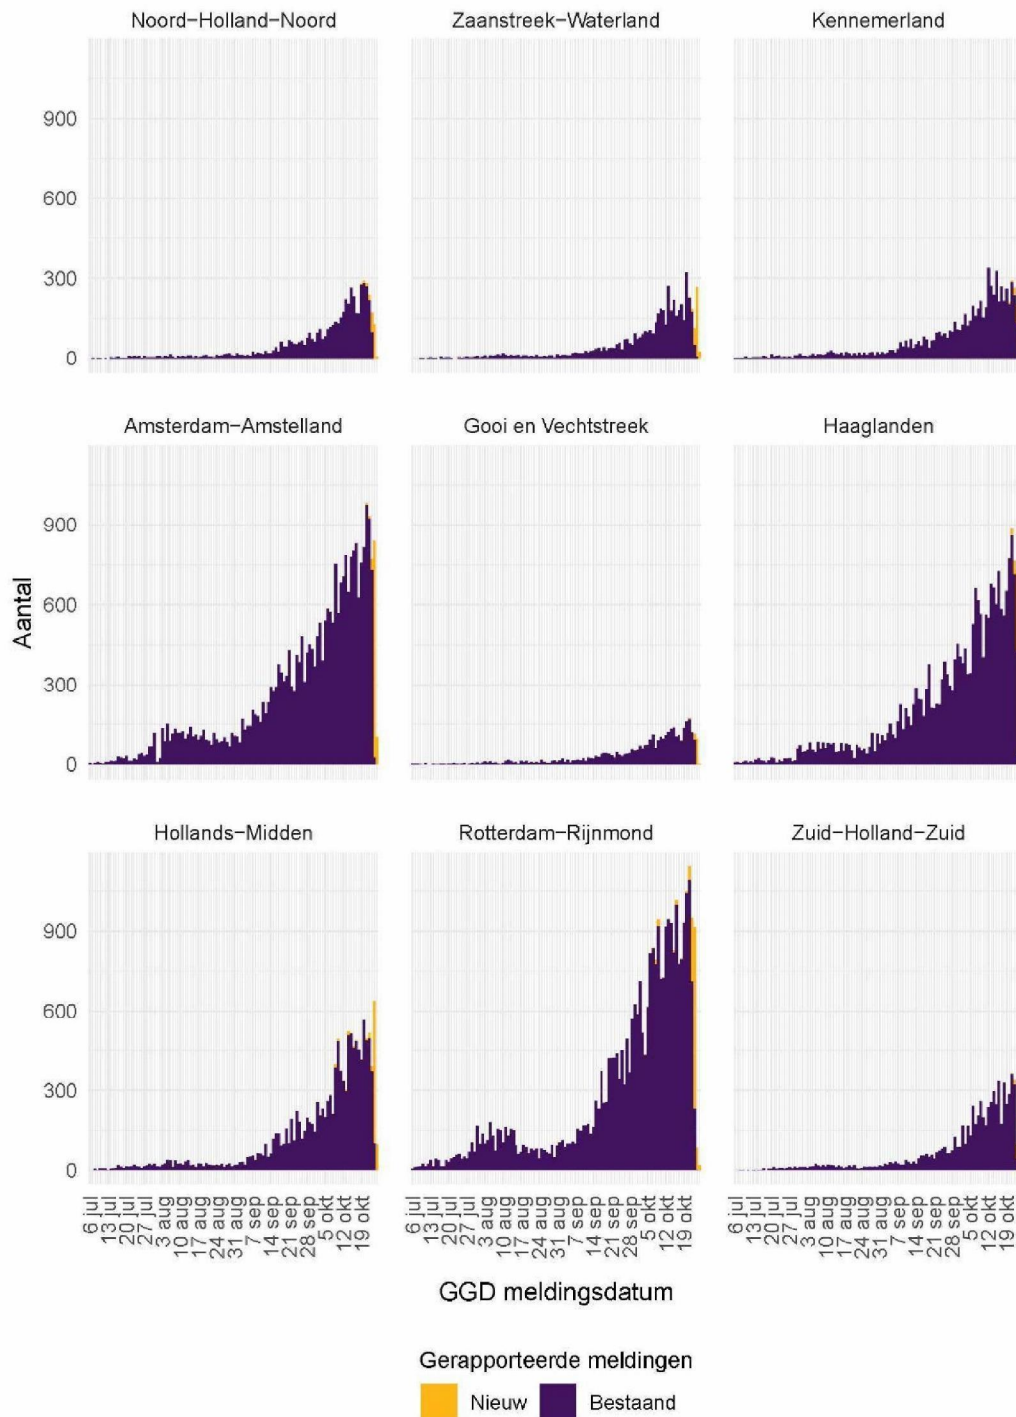 Noord-Holland-Noord Zaanstreek-Waterland Kennemerland
900
600
300
0
Amsterdam-Amstelland Gooi en Vechtstreek Haaglanden
900
600
300
0
Aantal
Hollands-Midden Rotterdam-Rijnmond Zuid-Holland-Zuid
900
600
300
0
6 jul 13 jul 20 jul 27 jul 3 aug 10 aug 17 aug 24 aug 31 aug 7 sep 14 sep 21 sep 28 sep 5 okt 12 okt 19 okt
6 jul 13 jul 20 jul 27 jul 3 aug 10 aug 17 aug 24 aug 31 aug 7 sep 14 sep 21 sep 28 sep 5 okt 12 okt 19 okt
6 jul 13 jul 20 jul 27 jul 3 aug 10 aug 17 aug 24 aug 31 aug 7 sep 14 sep 21 sep 28 sep 5 okt 12 okt 19 okt
GGD meldingsdatum
Gerapporteerde meldingen
Nieuw Bestaand